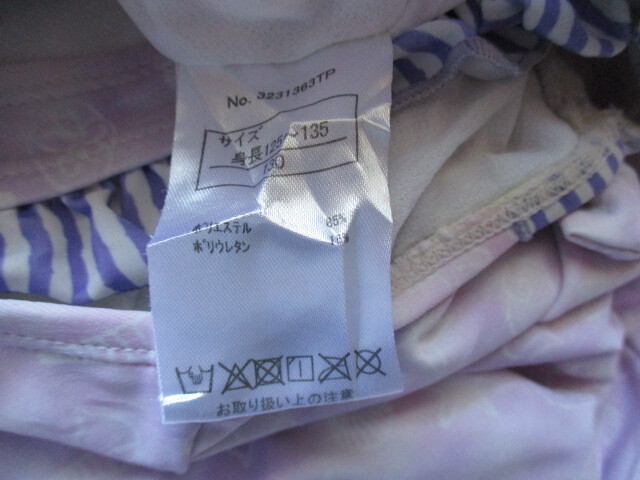 No. 3231363TP
サイズ
身長125~135
130
ポリエステル 85%
ポリウレタン 15%
お取り扱い上の注意